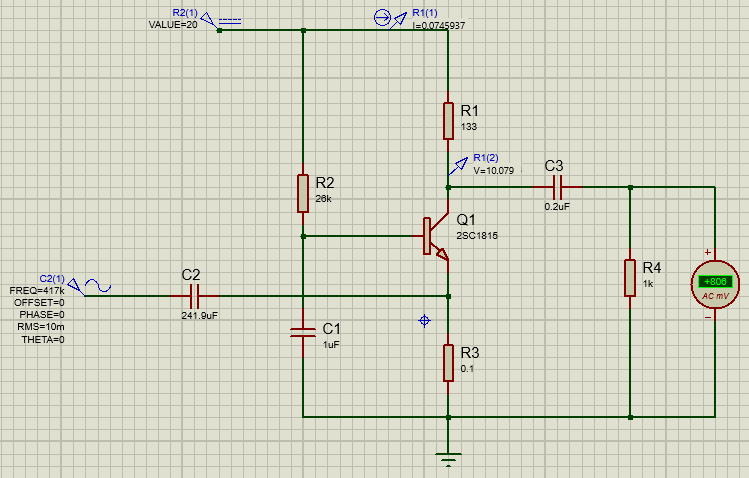 R2(1)
VALUE=20
R1(1)
I=0.0745937
R1
133
R1(2)
V=10.079
C3
0.2uF
R2
26k
Q1
2SC1815
R4
1k
+
+806
AC mV
−
C2(1)
FREQ=417k
OFFSET=0
PHASE=0
RMS=10m
THETA=0
C2
241.9uF
C1
1uF
R3
0.1